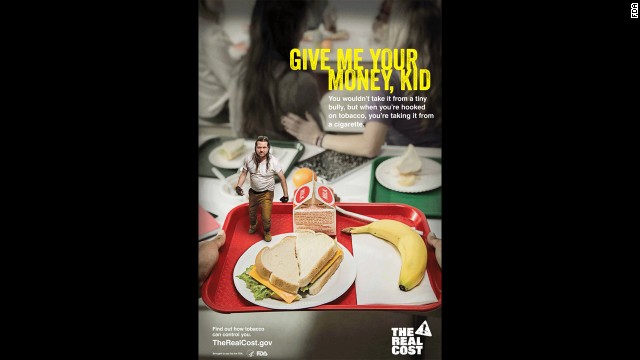 FDA
GIVE ME YOUR
MONEY, KID
You wouldn't take it from a tiny
bully, but when you're hooked
on tobacco, you're taking it from
a cigarette.
Find out how tobacco
can control you.
TheRealCost.gov
FDA
THE
REAL
COST